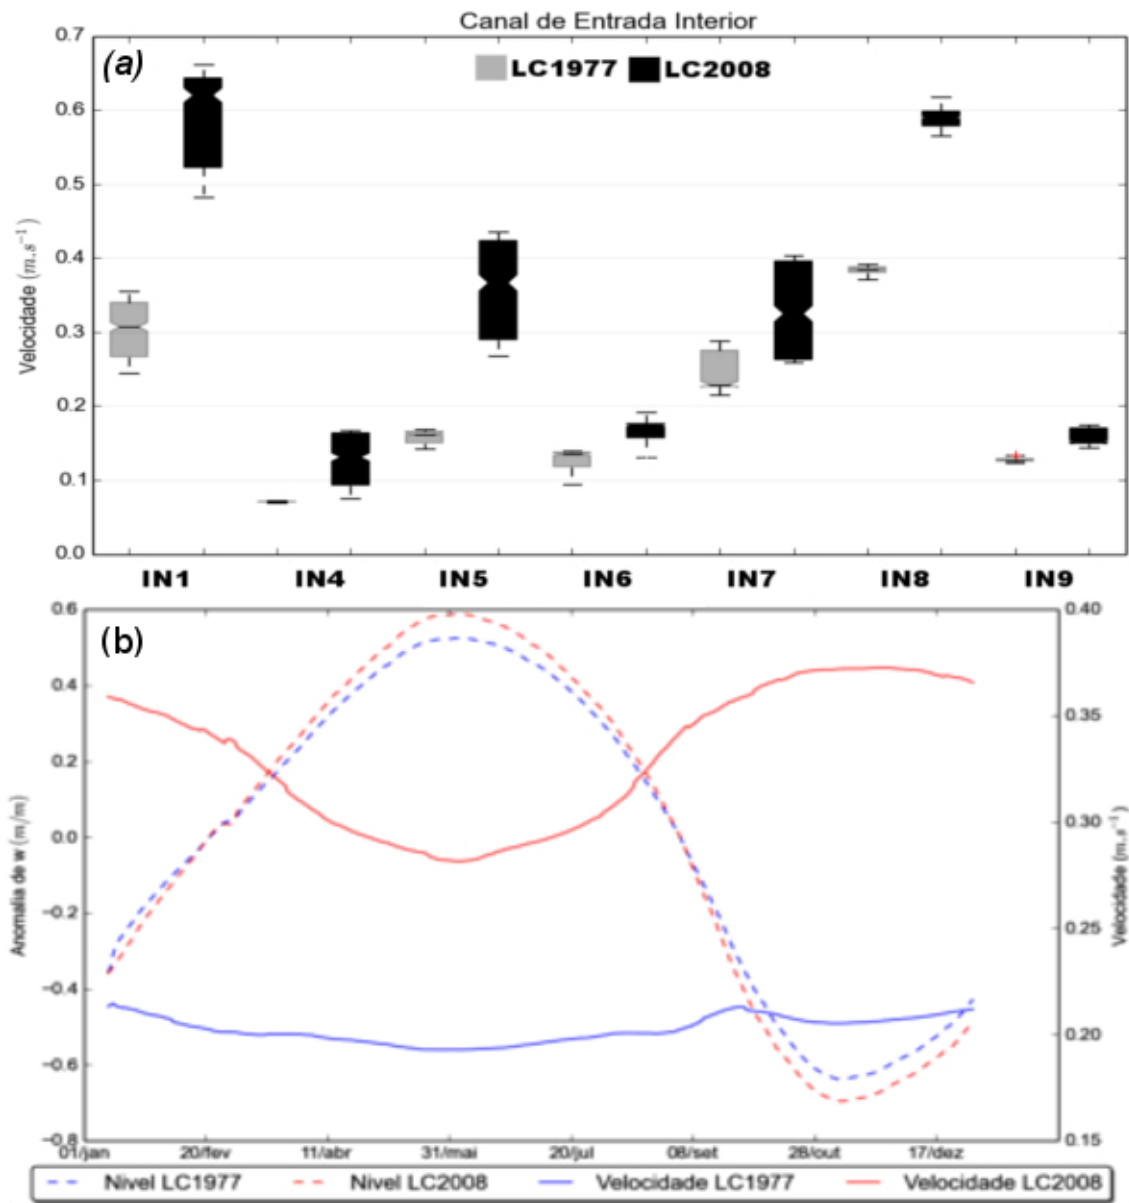 Canal de Entrada Interior
(a)
LC1977 LC2008
0.7
0.6
0.5
0.4
0.3
0.2
0.1
0.0
Velocidade (m.s⁻¹)
IN1 IN4 IN5 IN6 IN7 IN8 IN9
(b)
0.6
0.4
0.2
0.0
−0.2
−0.4
−0.6
−0.8
Anomalia de w (m/m)
0.40
0.35
0.30
0.25
0.20
0.15
Velocidade (m.s⁻¹)
01/jan 20/fev 11/abr 31/mai 20/jul 08/set 28/out 17/dez
Nivel LC1977 Nivel LC2008 Velocidade LC1977 Velocidade LC2008